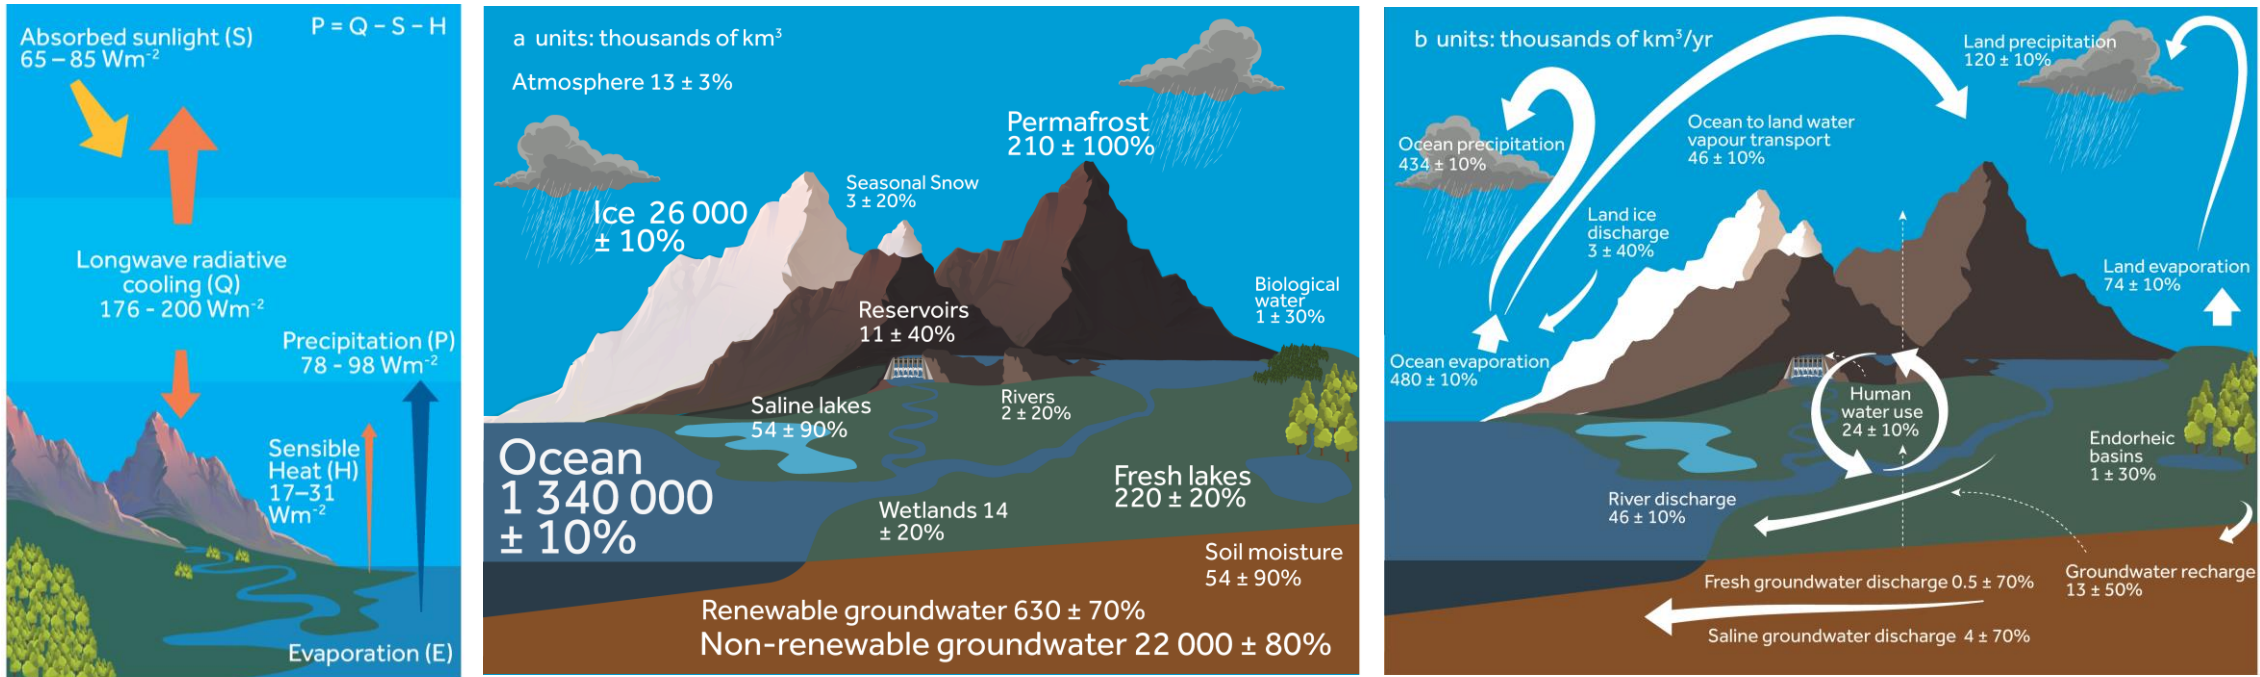 Absorbed sunlight (S)
65 – 85 Wm⁻²
P = Q – S – H
Longwave radiative
cooling (Q)
176 - 200 Wm⁻²
Precipitation (P)
78 - 98 Wm⁻²
Sensible
Heat (H)
17–31
Wm⁻²
Evaporation (E)
a units: thousands of km³
Atmosphere 13 ± 3%
Permafrost
210 ± 100%
Seasonal Snow
3 ± 20%
Ice 26 000
± 10%
Biological
water
1 ± 30%
Reservoirs
11 ± 40%
Saline lakes
54 ± 90%
Rivers
2 ± 20%
Ocean
1 340 000
± 10%
Fresh lakes
220 ± 20%
Wetlands 14
± 20%
Soil moisture
54 ± 90%
Renewable groundwater 630 ± 70%
Non-renewable groundwater 22 000 ± 80%
b units: thousands of km³/yr
Land precipitation
120 ± 10%
Ocean to land water
vapour transport
46 ± 10%
Ocean precipitation
434 ± 10%
Land ice
discharge
3 ± 40%
Land evaporation
74 ± 10%
Ocean evaporation
480 ± 10%
Human
water use
24 ± 10%
Endorheic
basins
1 ± 30%
River discharge
46 ± 10%
Fresh groundwater discharge 0.5 ± 70%
Groundwater recharge
13 ± 50%
Saline groundwater discharge 4 ± 70%